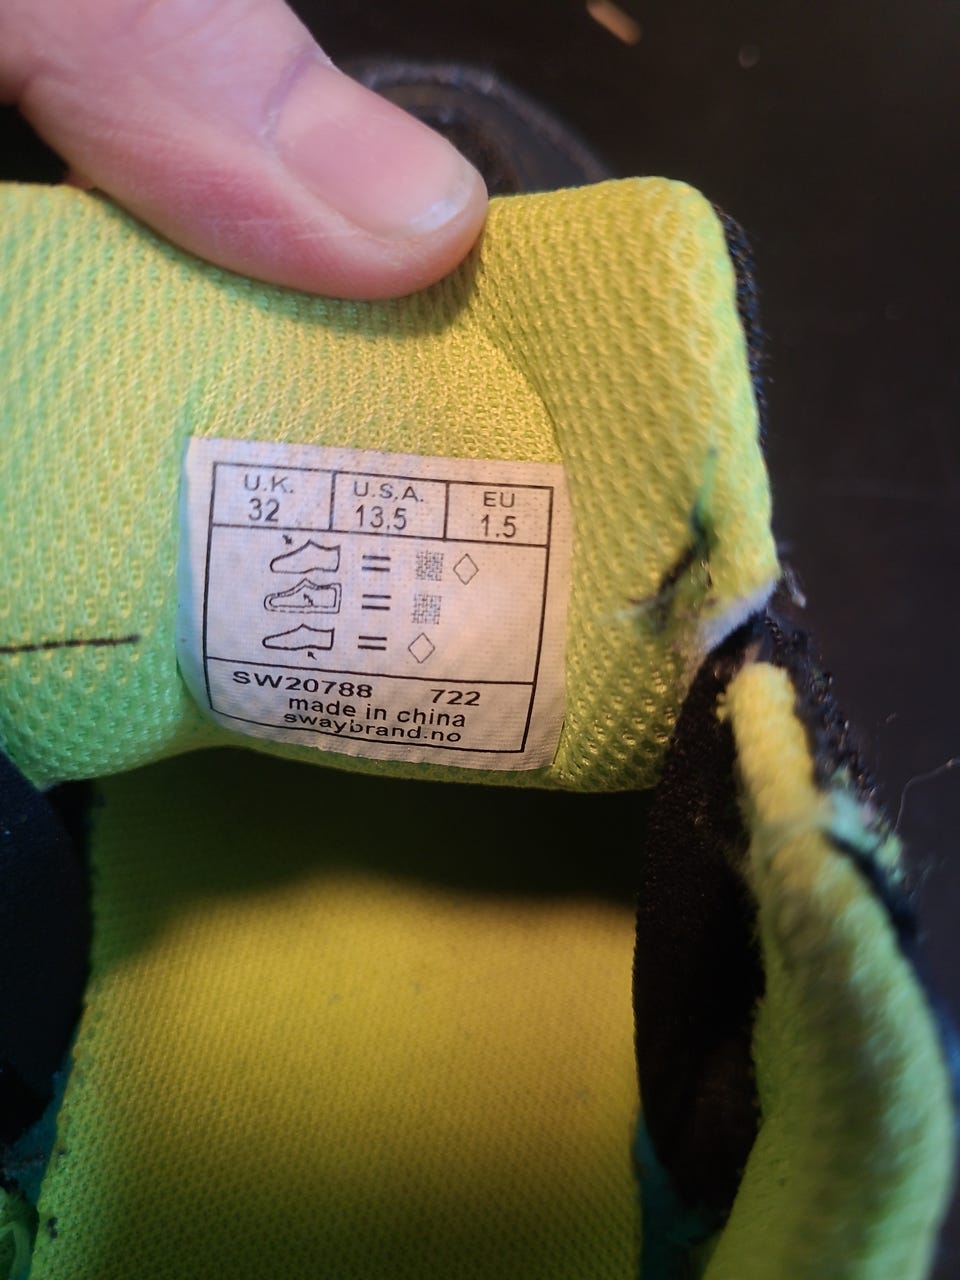 U.K. U.S.A. EU
32 13.5 1.5
= 
=
=
SW20788 722
made in china
swaybrand.no